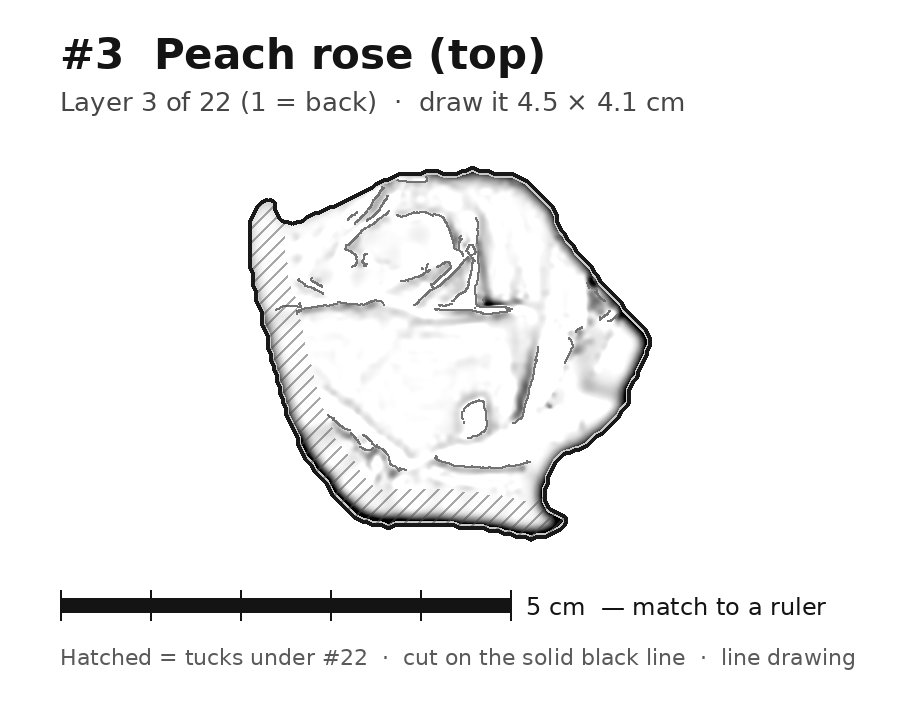 #3  Peach rose (top)
Layer 3 of 22 (1 = back)  ·  draw it 4.5 × 4.1 cm
5 cm  — match to a ruler
Hatched = tucks under #22  ·  cut on the solid black line  ·  line drawing